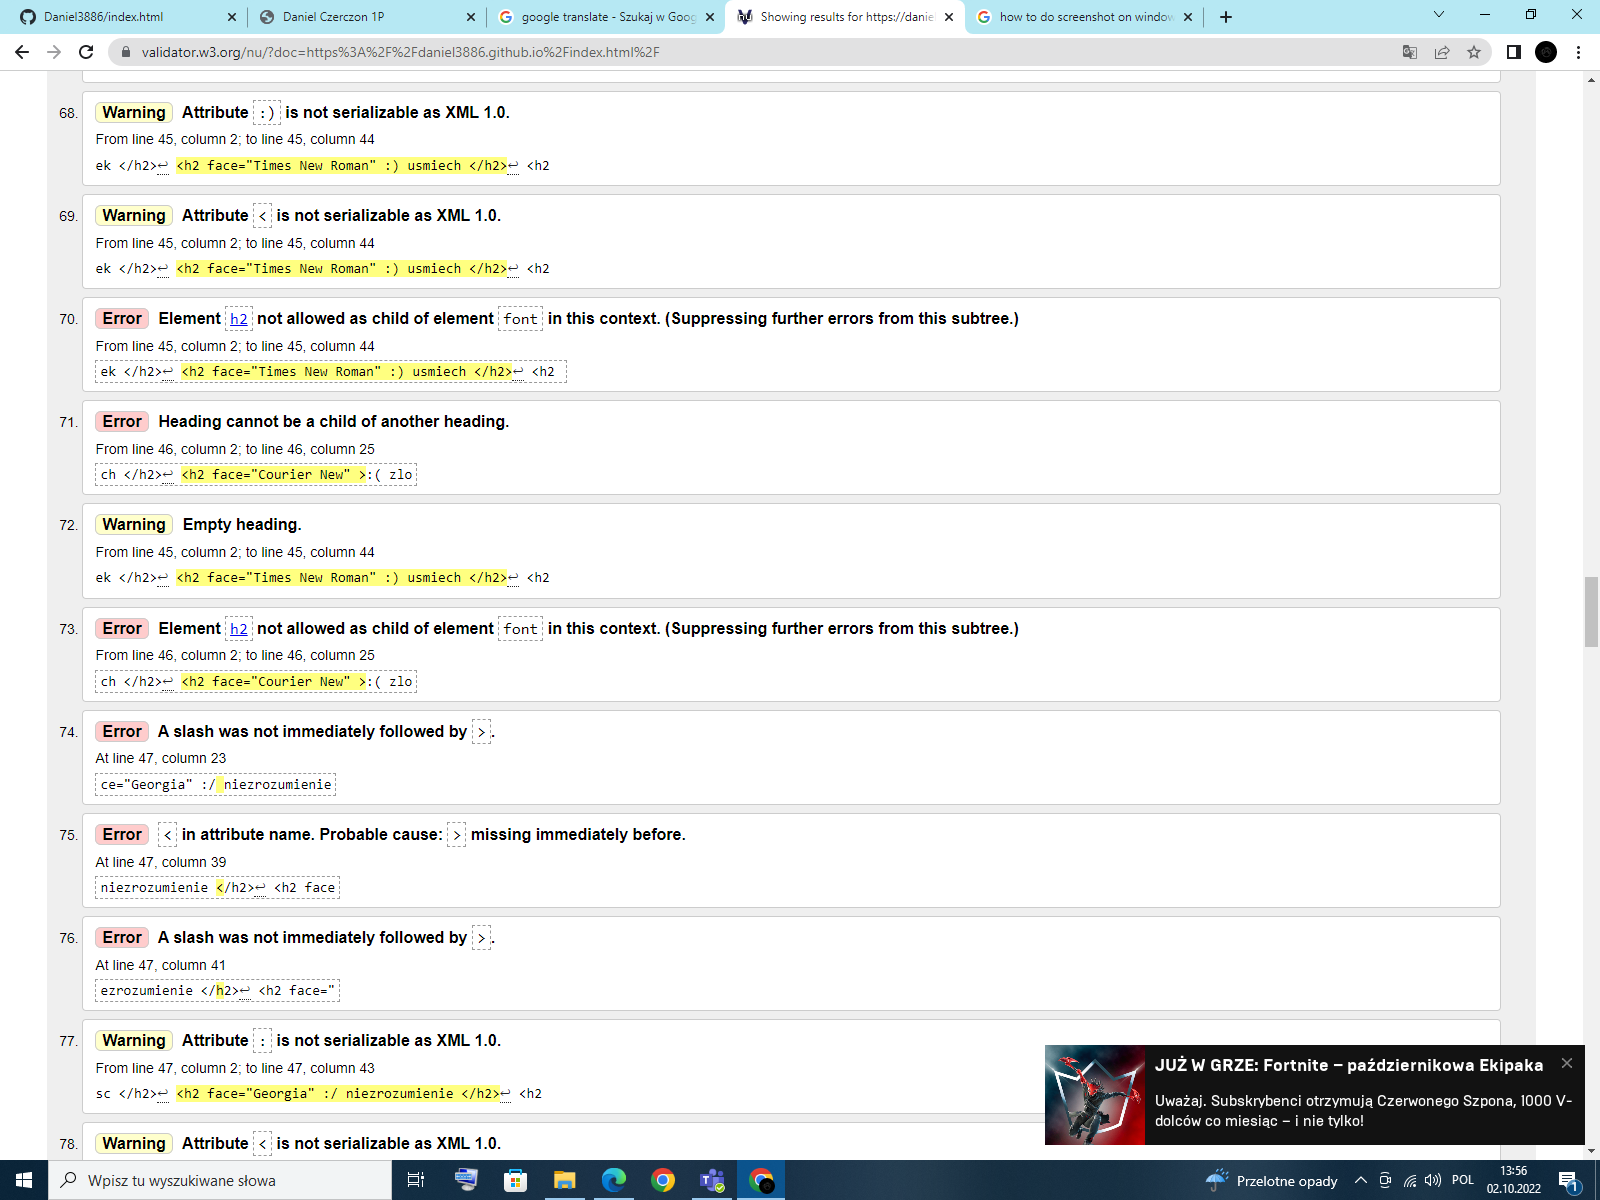 Daniel3886/index.html
Daniel Czerczon 1P
google translate - Szukaj w Goog
Showing results for https://daniel
how to do screenshot on window
validator.w3.org/nu/?doc=https%3A%2F%2Fdaniel3886.github.io%2Findex.html%2F
68. Warning Attribute :) is not serializable as XML 1.0.
From line 45, column 2; to line 45, column 44
ek </h2>↩ <h2 face="Times New Roman" :) usmiech </h2>↩ <h2
69. Warning Attribute < is not serializable as XML 1.0.
From line 45, column 2; to line 45, column 44
ek </h2>↩ <h2 face="Times New Roman" :) usmiech </h2>↩ <h2
70. Error Element h2 not allowed as child of element font in this context. (Suppressing further errors from this subtree.)
From line 45, column 2; to line 45, column 44
ek </h2>↩ <h2 face="Times New Roman" :) usmiech </h2>↩ <h2
71. Error Heading cannot be a child of another heading.
From line 46, column 2; to line 46, column 25
ch </h2>↩ <h2 face="Courier New" >:( zlo
72. Warning Empty heading.
From line 45, column 2; to line 45, column 44
ek </h2>↩ <h2 face="Times New Roman" :) usmiech </h2>↩ <h2
73. Error Element h2 not allowed as child of element font in this context. (Suppressing further errors from this subtree.)
From line 46, column 2; to line 46, column 25
ch </h2>↩ <h2 face="Courier New" >:( zlo
74. Error A slash was not immediately followed by >.
At line 47, column 23
ce="Georgia" :/ niezrozumienie
75. Error < in attribute name. Probable cause: > missing immediately before.
At line 47, column 39
niezrozumienie </h2>↩ <h2 face
76. Error A slash was not immediately followed by >.
At line 47, column 41
ezrozumienie </h2>↩ <h2 face="
77. Warning Attribute : is not serializable as XML 1.0.
From line 47, column 2; to line 47, column 43
sc </h2>↩ <h2 face="Georgia" :/ niezrozumienie </h2>↩ <h2
78. Warning Attribute < is not serializable as XML 1.0.
JUŻ W GRZE: Fortnite – październikowa Ekipaka
Uważaj. Subskrybenci otrzymują Czerwonego Szpona, 1000 V-
dolców co miesiąc – i nie tylko!
Wpisz tu wyszukiwane słowa
Przelotne opady
POL
13:56
02.10.2022
1